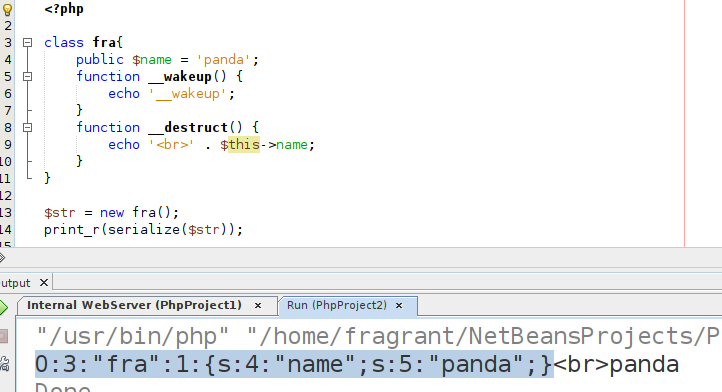 <?php
2
3 class fra{
4 public $name = 'panda';
5 function __wakeup() {
6 echo '__wakeup';
7 }
8 function __destruct() {
9 echo '<br>' . $this->name;
10 }
11 }
12
13 $str = new fra();
14 print_r(serialize($str));
utput x
Internal WebServer (PhpProject1) x Run (PhpProject2) x
"/usr/bin/php" "/home/fragrant/NetBeansProjects/P
O:3:"fra":1:{s:4:"name";s:5:"panda";}<br>panda
Done